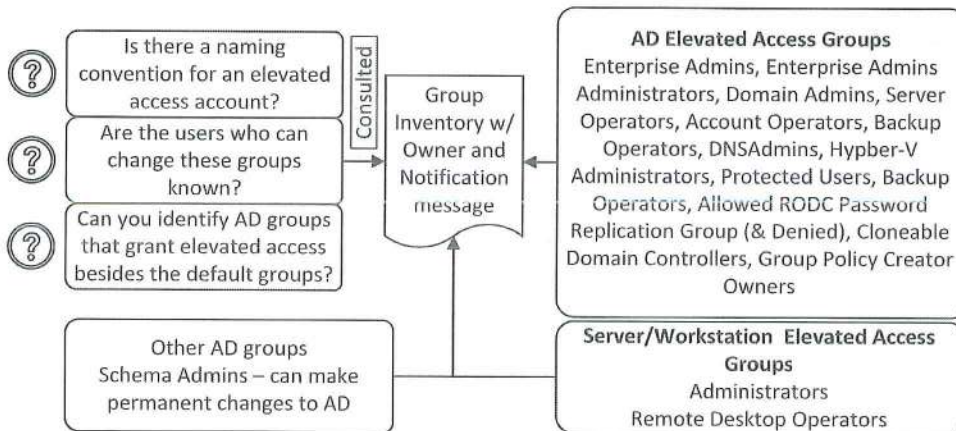 ?
Is there a naming
convention for an elevated
access account?
?
Are the users who can
change these groups
known?
?
Can you identify AD groups
that grant elevated access
besides the default groups?
Consulted
Group
Inventory w/
Owner and
Notification
message
AD Elevated Access Groups
Enterprise Admins, Enterprise Admins
Administrators, Domain Admins, Server
Operators, Account Operators, Backup
Operators, DNSAdmins, Hypber-V
Administrators, Protected Users, Backup
Operators, Allowed RODC Password
Replication Group (& Denied), Cloneable
Domain Controllers, Group Policy Creator
Owners
Other AD groups
Schema Admins – can make
permanent changes to AD
Server/Workstation Elevated Access
Groups
Administrators
Remote Desktop Operators